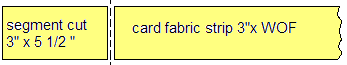 segment cut
3" x 5 1/2 "
card fabric strip 3"x WOF